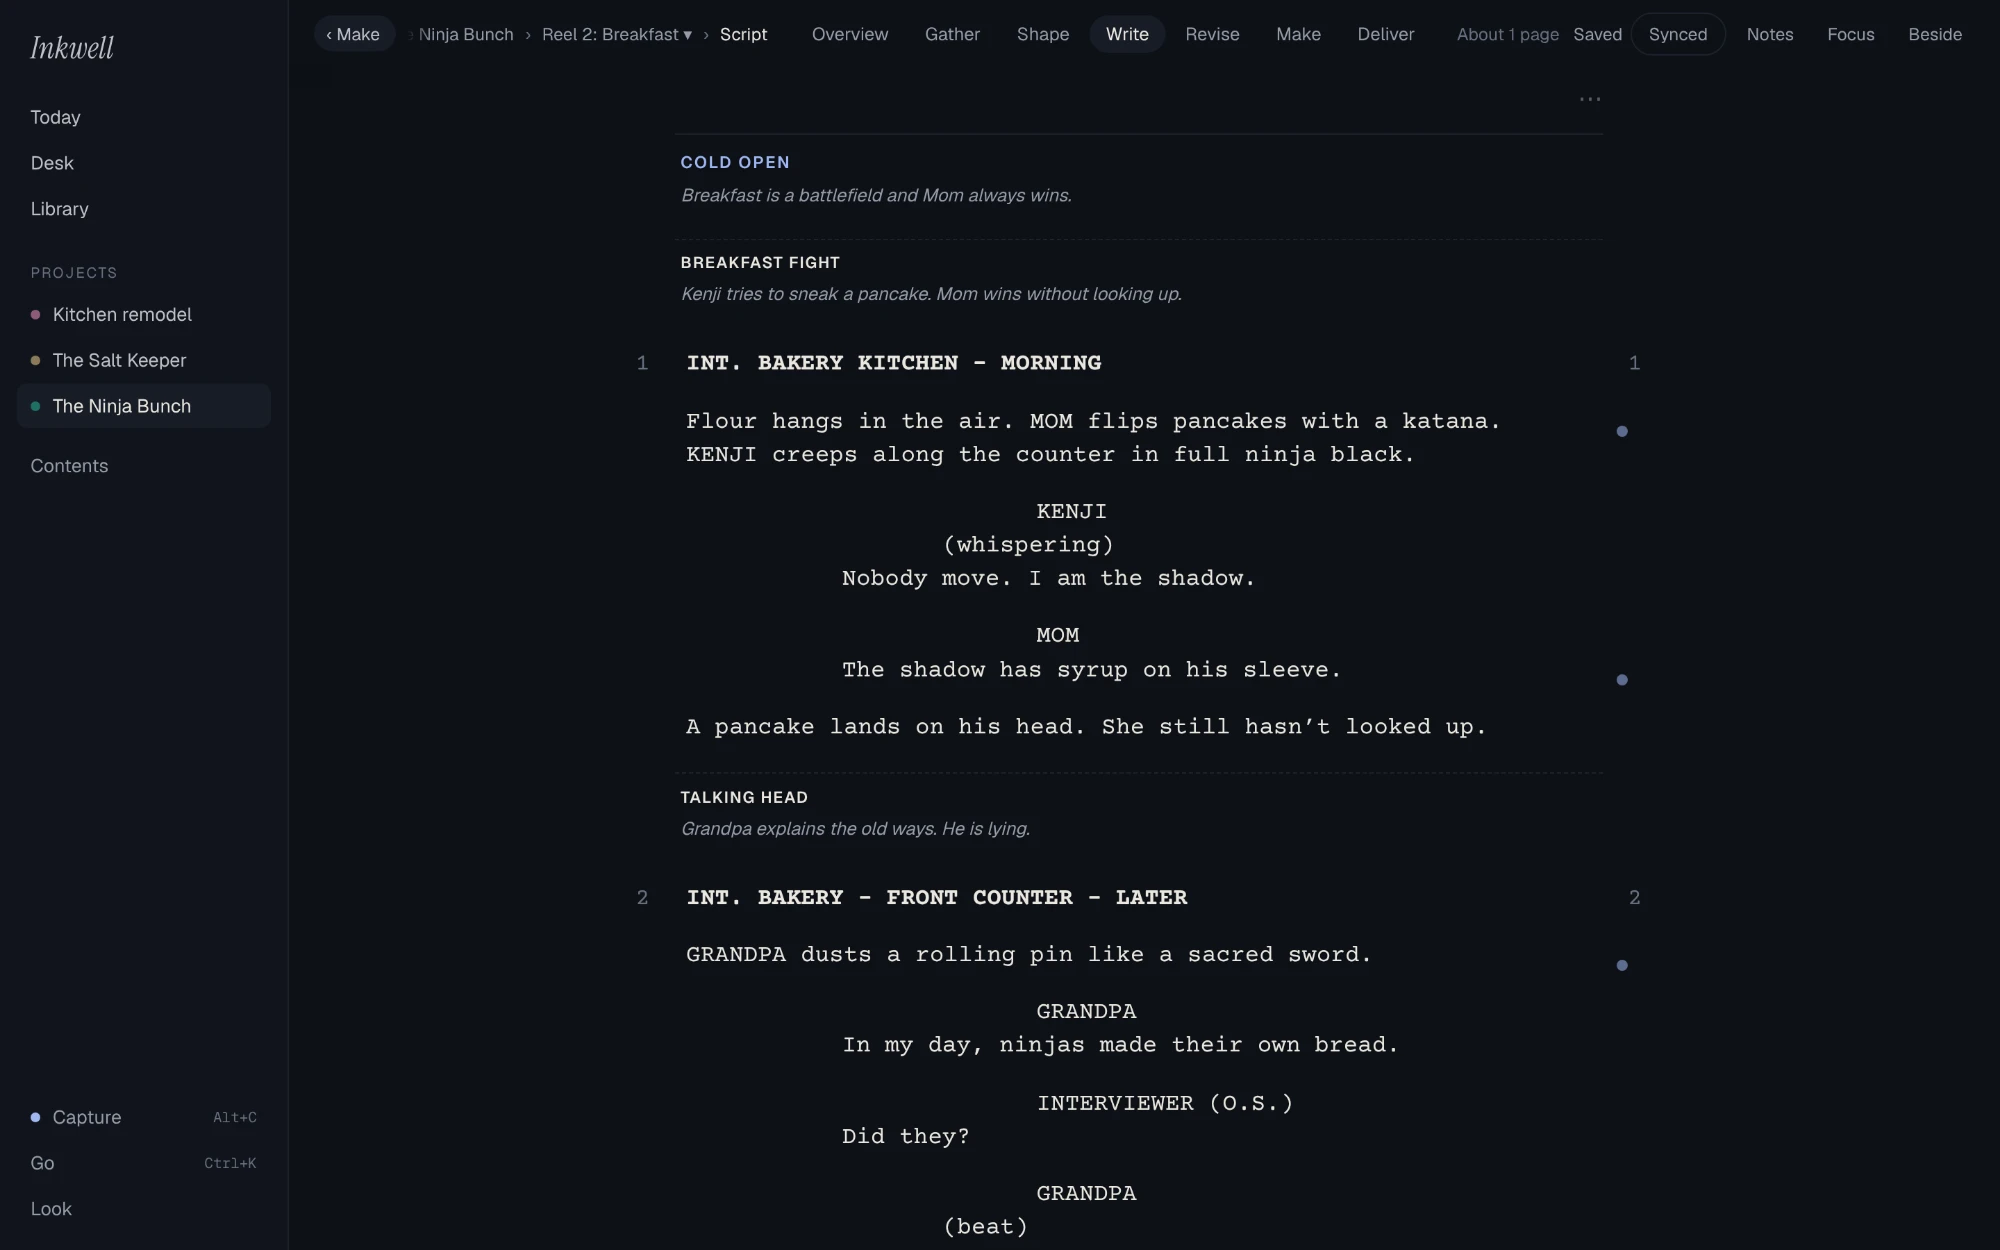 Inkwell
Today
Desk
Library
PROJECTS
Kitchen remodel
The Salt Keeper
The Ninja Bunch
Contents
Capture Alt+C
Go Ctrl+K
Look
‹ Make Ninja Bunch › Reel 2: Breakfast ▾ › Script Overview Gather Shape Write Revise Make Deliver About 1 page Saved Synced Notes Focus Beside
...
COLD OPEN
Breakfast is a battlefield and Mom always wins.
BREAKFAST FIGHT
Kenji tries to sneak a pancake. Mom wins without looking up.
1 INT. BAKERY KITCHEN - MORNING 1
Flour hangs in the air. MOM flips pancakes with a katana.
KENJI creeps along the counter in full ninja black.
KENJI
(whispering)
Nobody move. I am the shadow.
MOM
The shadow has syrup on his sleeve.
A pancake lands on his head. She still hasn’t looked up.
TALKING HEAD
Grandpa explains the old ways. He is lying.
2 INT. BAKERY - FRONT COUNTER - LATER 2
GRANDPA dusts a rolling pin like a sacred sword.
GRANDPA
In my day, ninjas made their own bread.
INTERVIEWER (O.S.)
Did they?
GRANDPA
(beat)